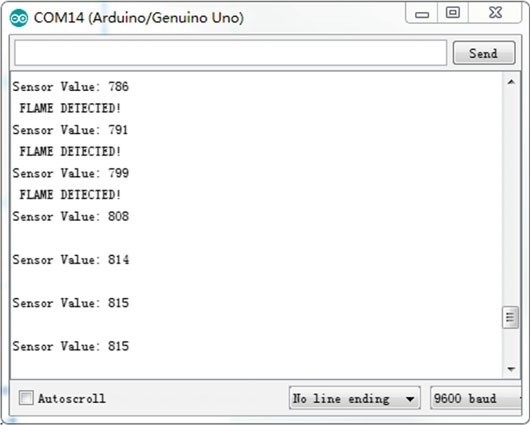 COM14 (Arduino/Genuino Uno)
Send
Sensor Value: 786
FLAME DETECTED!
Sensor Value: 791
FLAME DETECTED!
Sensor Value: 799
FLAME DETECTED!
Sensor Value: 808
Sensor Value: 814
Sensor Value: 815
Sensor Value: 815
Autoscroll
No line ending
9600 baud